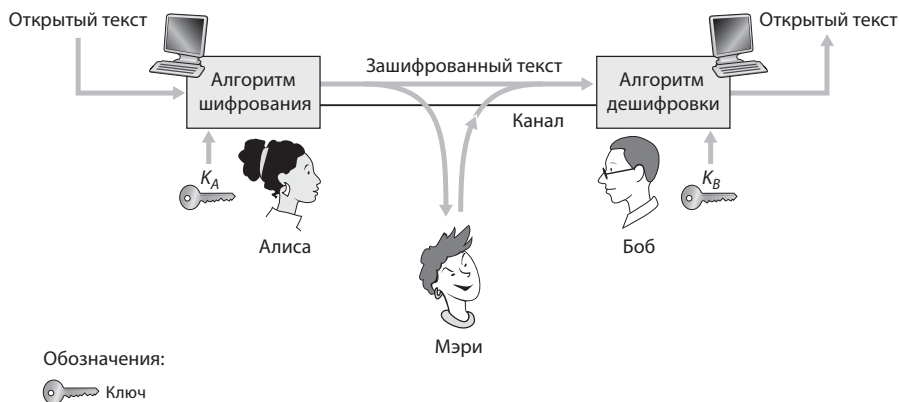 Открытый текст
Открытый текст
Алгоритм
шифрования
Зашифрованный текст
Алгоритм
дешифровки
Канал
K_A
K_B
Алиса
Боб
Мэри
Обозначения:
Ключ